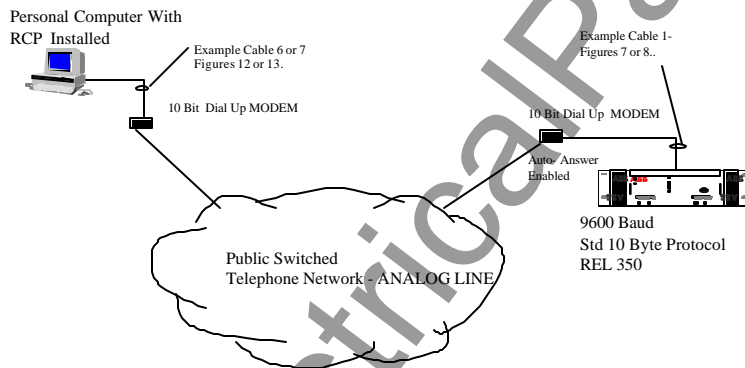 Personal Computer With
RCP Installed
Example Cable 6 or 7
Figures 12 or 13.
10 Bit Dial Up MODEM
Example Cable 1-
Figures 7 or 8..
10 Bit Dial Up MODEM
Auto- Answer
Enabled
9600 Baud
Std 10 Byte Protocol
REL 350
Public Switched
Telephone Network - ANALOG LINE